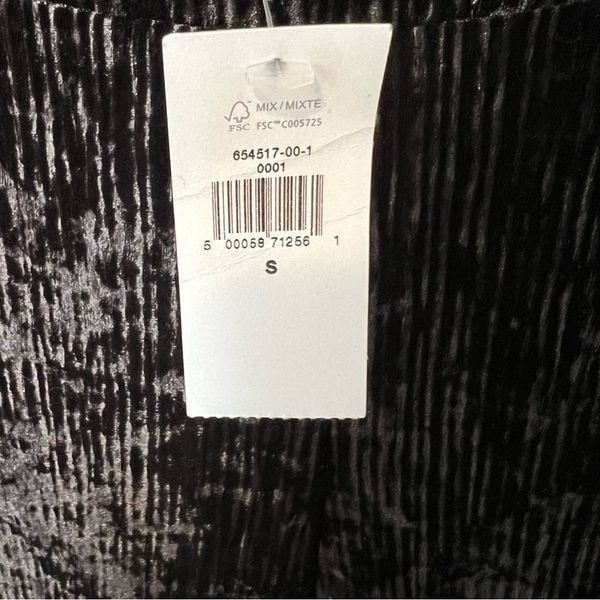 MIX/MIXTE
FSC FSC™ C005725
654517-00-1
0001
5 00058 71256 1
S